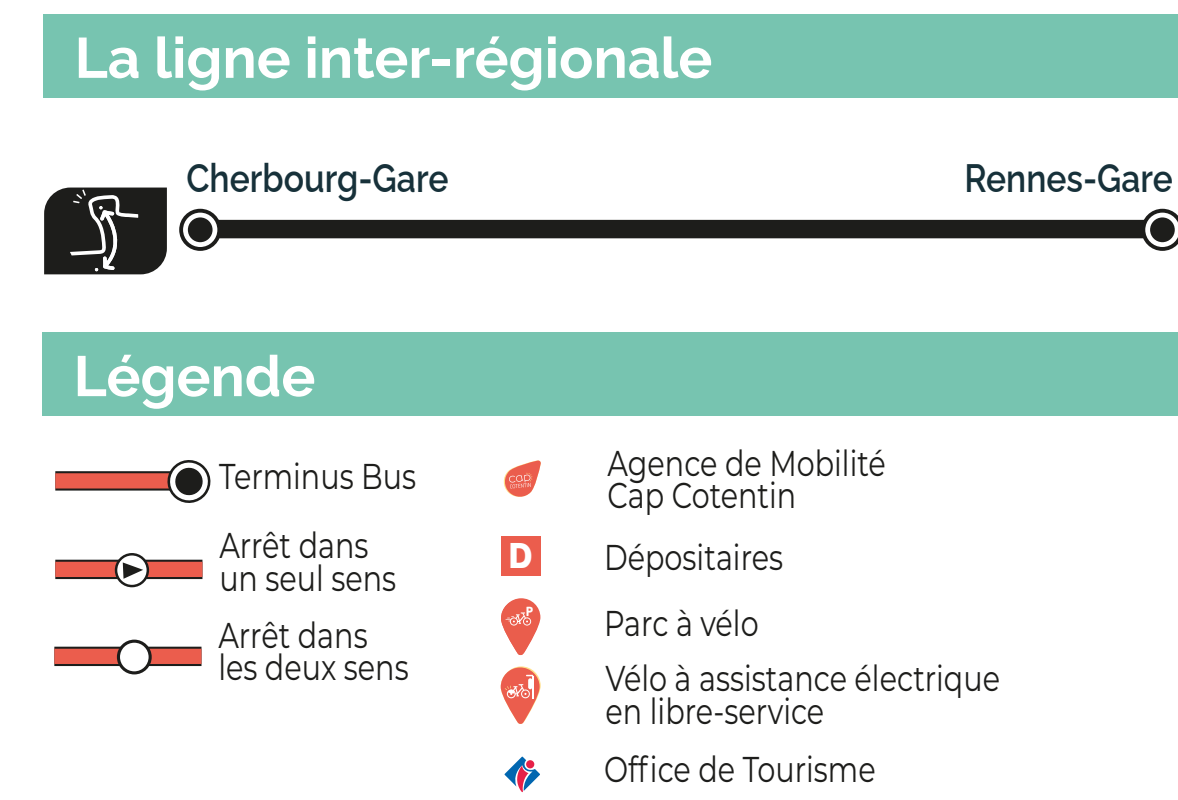 La ligne inter-régionale
Cherbourg-Gare
Rennes-Gare
Légende
Terminus Bus
Arrêt dans
un seul sens
Arrêt dans
les deux sens
cap
COTENTIN
Agence de Mobilité
Cap Cotentin
D
Dépositaires
P
Parc à vélo
Vélo à assistance électrique
en libre-service
Office de Tourisme